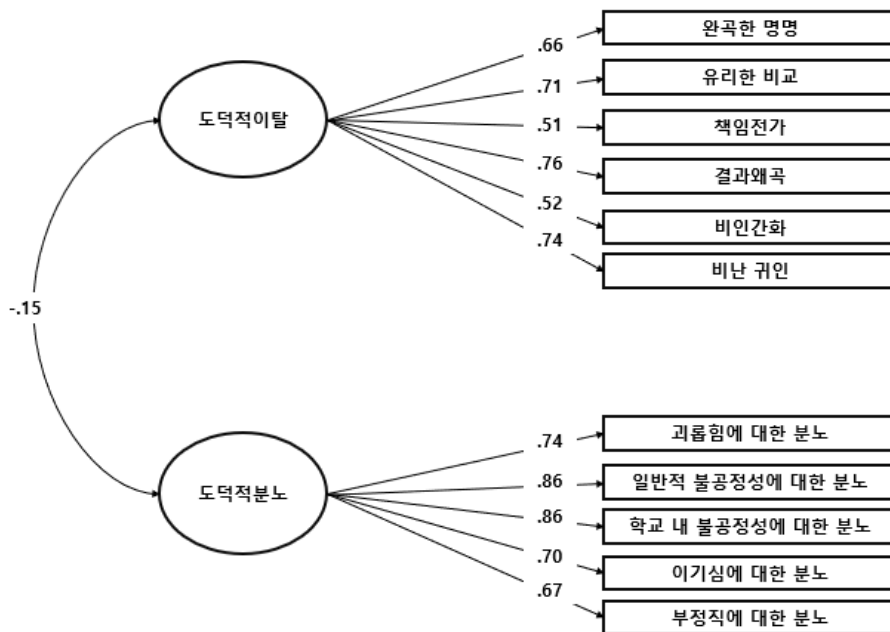 완곡한 명명
.66
유리한 비교
.71
도덕적이탈
.51
책임전가
.76
결과왜곡
.52
비인간화
.74
비난 귀인
-.15
.74
괴롭힘에 대한 분노
.86
일반적 불공정성에 대한 분노
도덕적분노
.86
학교 내 불공정성에 대한 분노
.70
이기심에 대한 분노
.67
부정직에 대한 분노